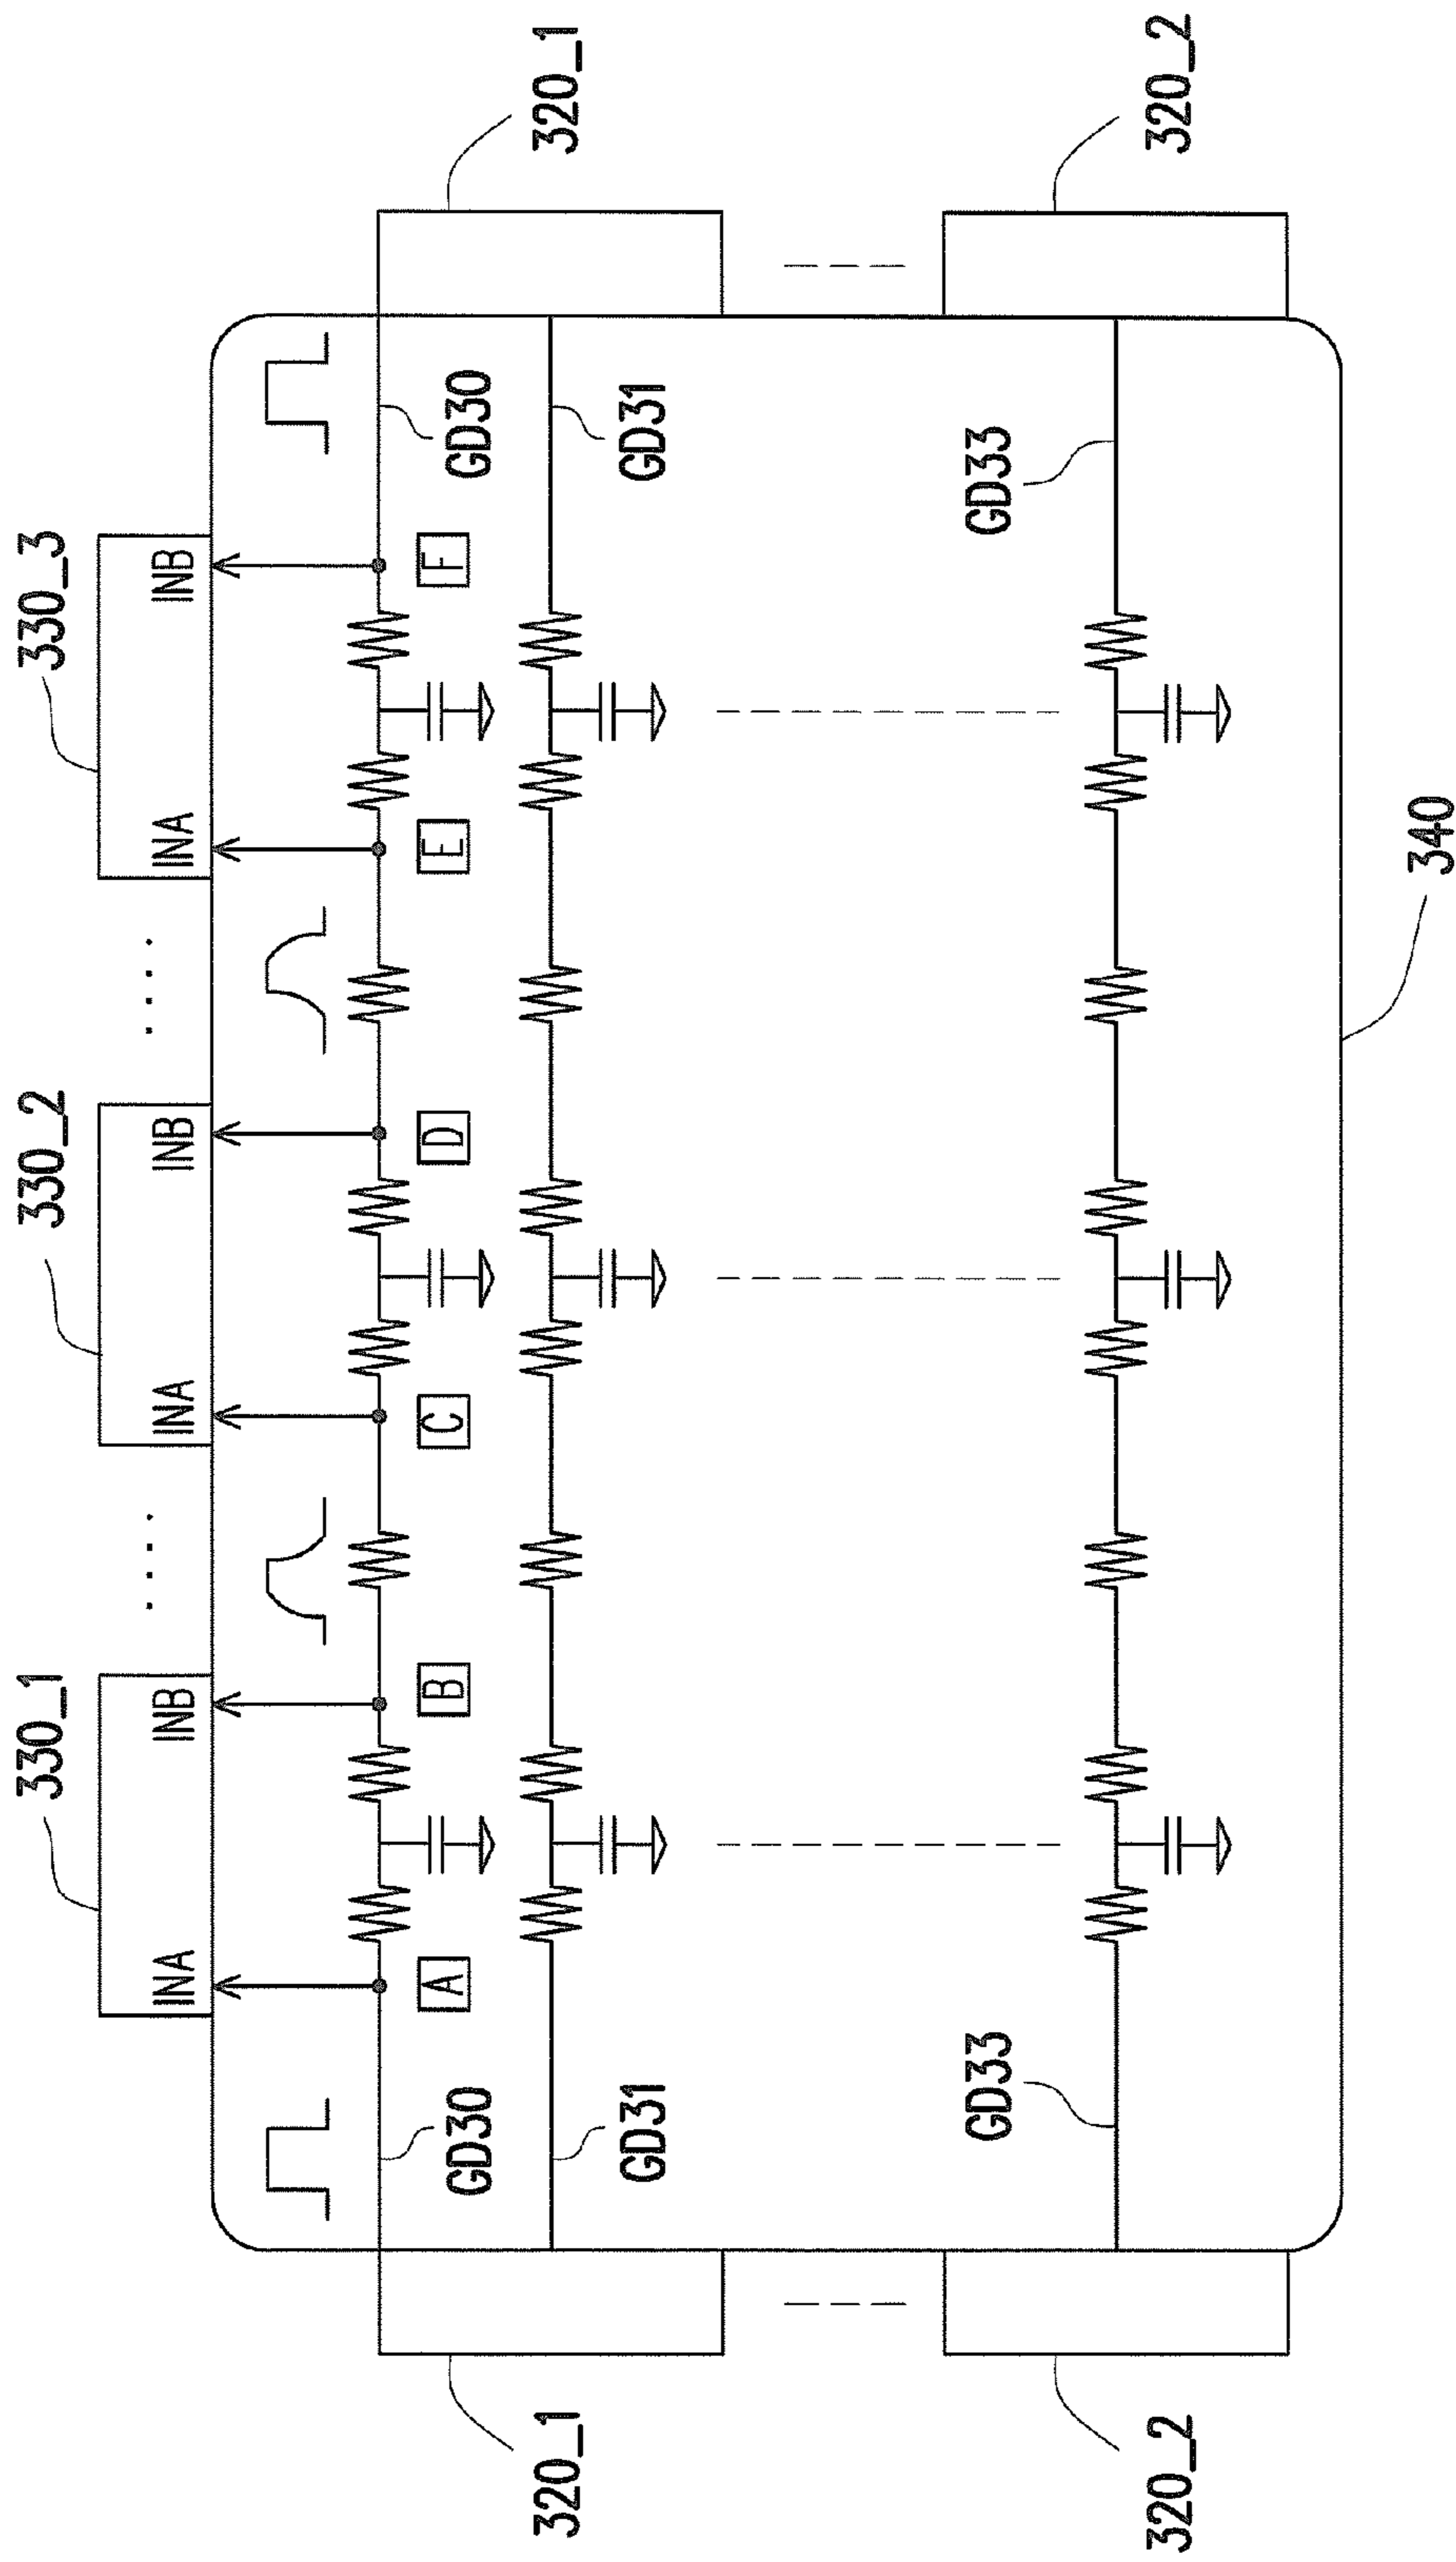 330_1
330_2
330_3
INA
INB
. . . .
INA
INB
. . . .
INA
INB
A
B
C
D
E
F
GD30
GD30
320_1
320_1
GD31
GD31
GD33
GD33
320_2
320_2
340